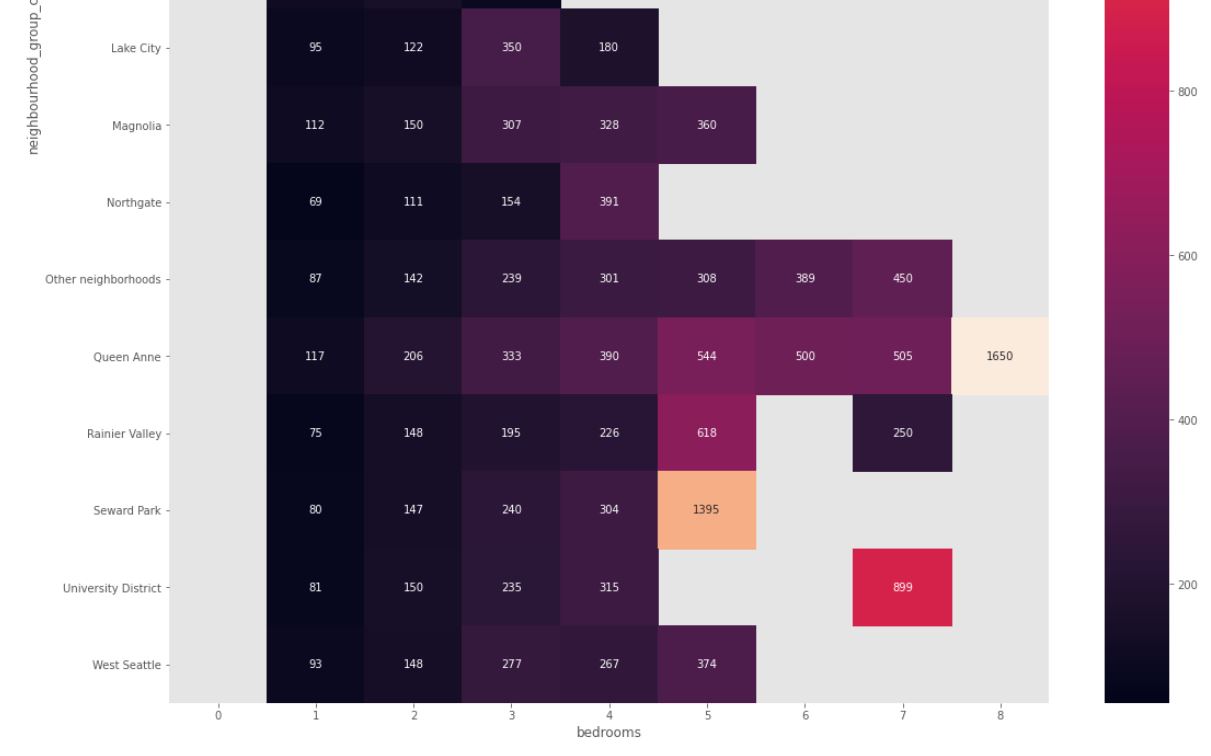 neighbourhood_group_c
Lake City 95 122 350 180
800
Magnolia 112 150 307 328 360
Northgate 69 111 154 391
600
Other neighborhoods 87 142 239 301 308 389 450
Queen Anne 117 206 333 390 544 500 505 1650
400
Rainier Valley 75 148 195 226 618 250
Seward Park 80 147 240 304 1395
200
University District 81 150 235 315 899
West Seattle 93 148 277 267 374
0 1 2 3 4 5 6 7 8
bedrooms